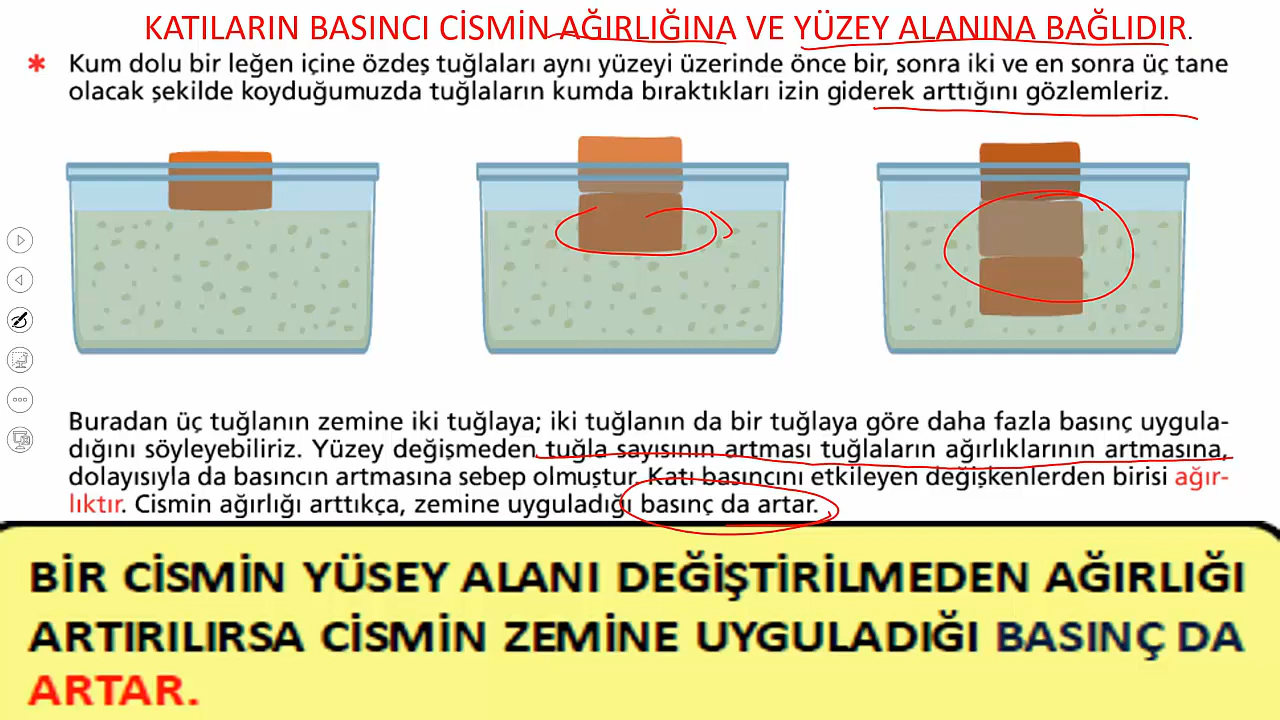 KATILARIN BASINCI CİSMİN AĞIRLIĞINA VE YÜZEY ALANINA BAĞLIDIR.
Kum dolu bir leğen içine özdeş tuğlaları aynı yüzeyi üzerinde önce bir, sonra iki ve en sonra üç tane
olacak şekilde koyduğumuzda tuğlaların kumda bıraktıkları izin giderek arttığını gözlemleriz.
Buradan üç tuğlanın zemine iki tuğlaya; iki tuğlanın da bir tuğlaya göre daha fazla basınç uygula-
dığını söyleyebiliriz. Yüzey değişmeden tuğla sayısının artması tuğlaların ağırlıklarının artmasına,
dolayısıyla da basıncın artmasına sebep olmuştur. Katı basıncını etkileyen değişkenlerden birisi ağır-
lıktır. Cismin ağırlığı arttıkça, zemine uyguladığı basınç da artar.
BİR CİSMİN YÜSEY ALANI DEĞİŞTİRİLMEDEN AĞIRLIĞI
ARTIRILIRSA CİSMİN ZEMİNE UYGULADIĞI BASINÇ DA
ARTAR.